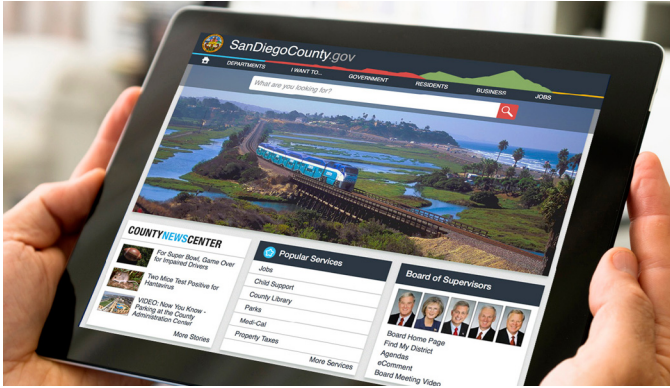 SanDiegoCounty.gov
DEPARTMENTS
I WANT TO...
GOVERNMENT
RESIDENTS
BUSINESS
JOBS
What are you looking for?
COUNTYNEWSCENTER
For Super Bowl, Game Over
for Impaired Drivers
Two Mice Test Positive for
Hantavirus
VIDEO: Now You Know -
Parking at the County
Administration Center
More Stories
Popular Services
Jobs
Child Support
County Library
Parks
Medi-Cal
Property Taxes
More Services
Board of Supervisors
Board Home Page
Find My District
Agendas
eComment
Board Meeting Video